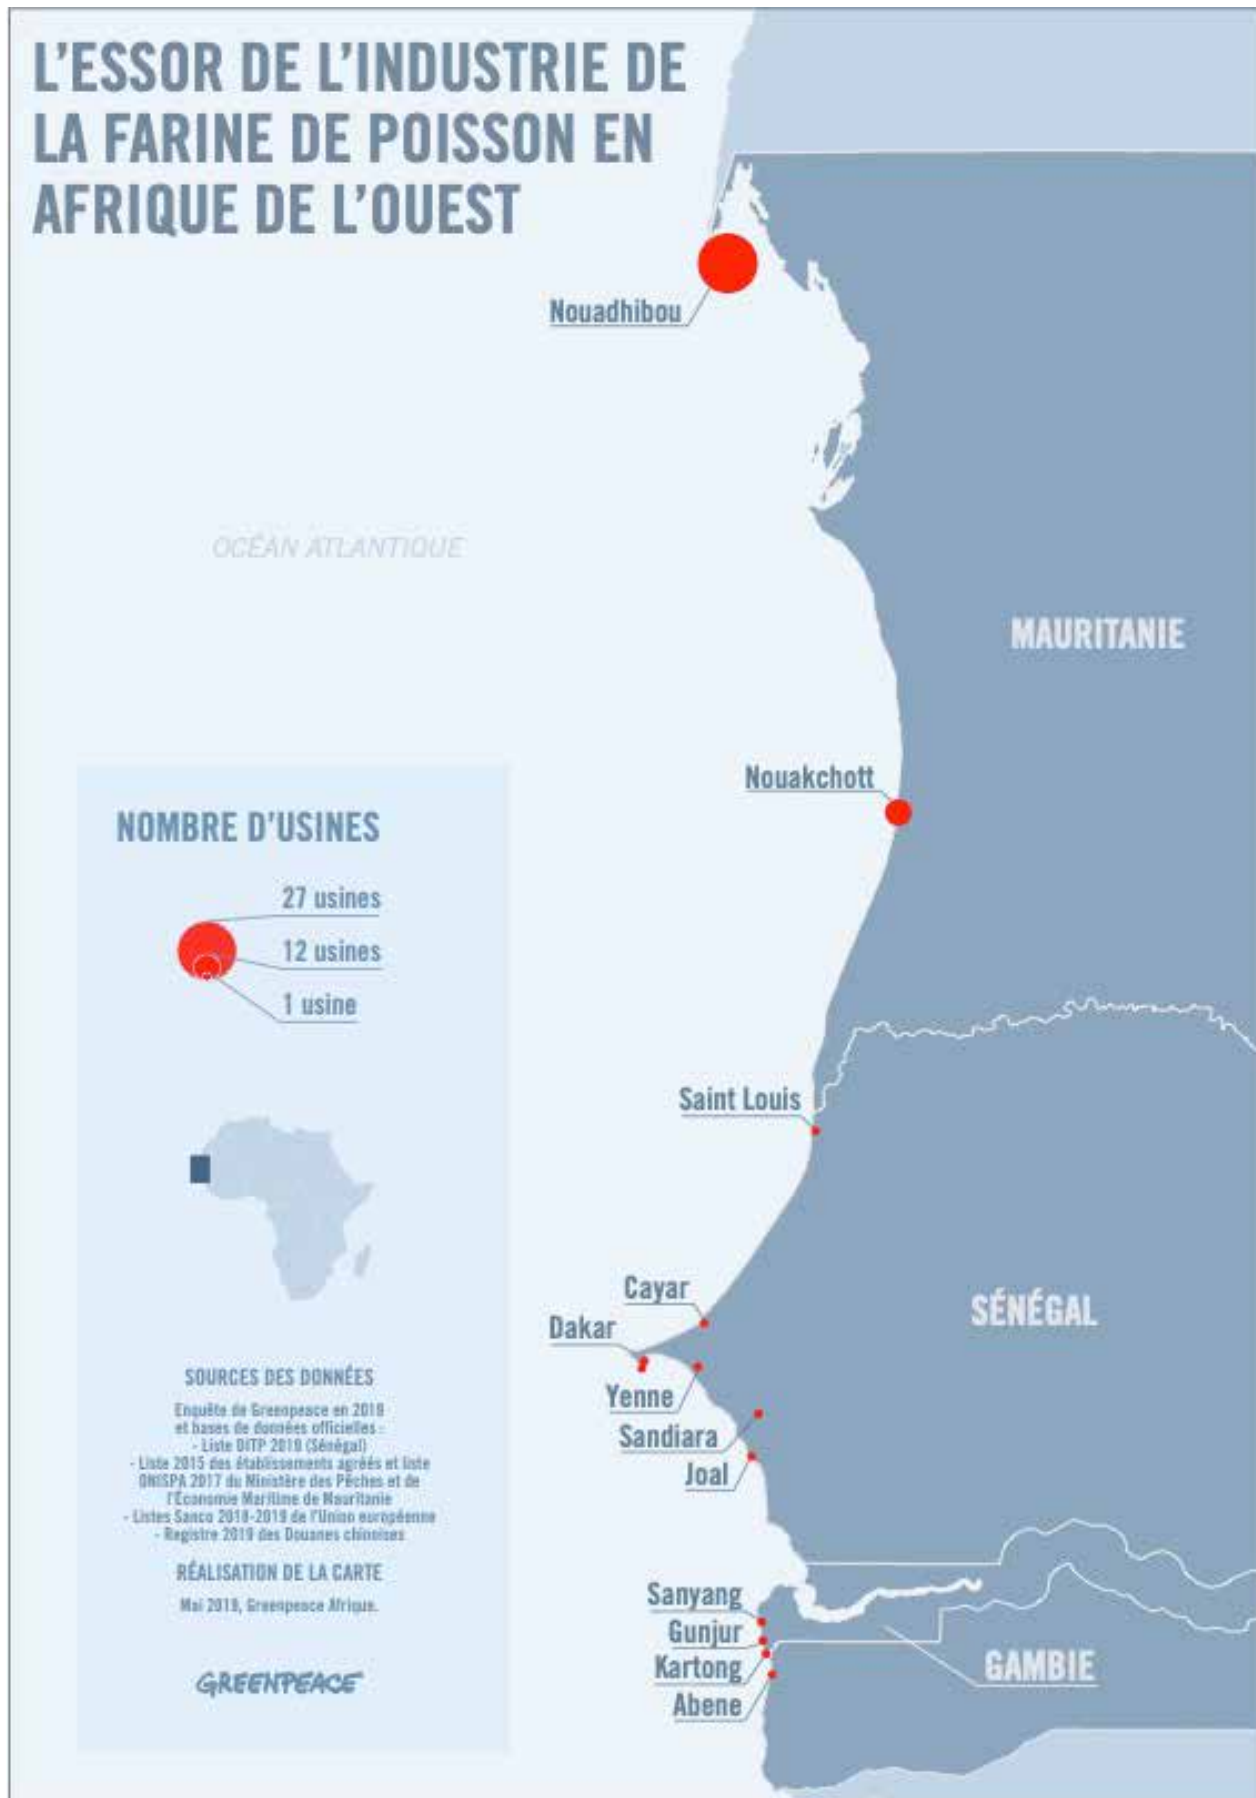 L'ESSOR DE L'INDUSTRIE DE
LA FARINE DE POISSON EN
AFRIQUE DE L'OUEST
Nouadhibou
OCÉAN ATLANTIQUE
MAURITANIE
Nouakchott
NOMBRE D'USINES
27 usines
12 usines
1 usine
Saint Louis
Cayar
Dakar
SÉNÉGAL
Yenne
Sandiara
Joal
SOURCES DES DONNÉES
Enquête de Greenpeace en 2019
et bases de données officielles :
- Liste DITP 2019 (Sénégal)
- Liste 2015 des établissements agréés et liste
ONISPA 2017 du Ministère des Pêches et de
l'Économie Maritime de Mauritanie
- Listes Sanco 2018-2019 de l'Union européenne
- Registre 2019 des Douanes chinoises
RÉALISATION DE LA CARTE
Mai 2019, Greenpeace Afrique.
GREENPEACE
Sanyang
Gunjur
Kartong
Abene
GAMBIE